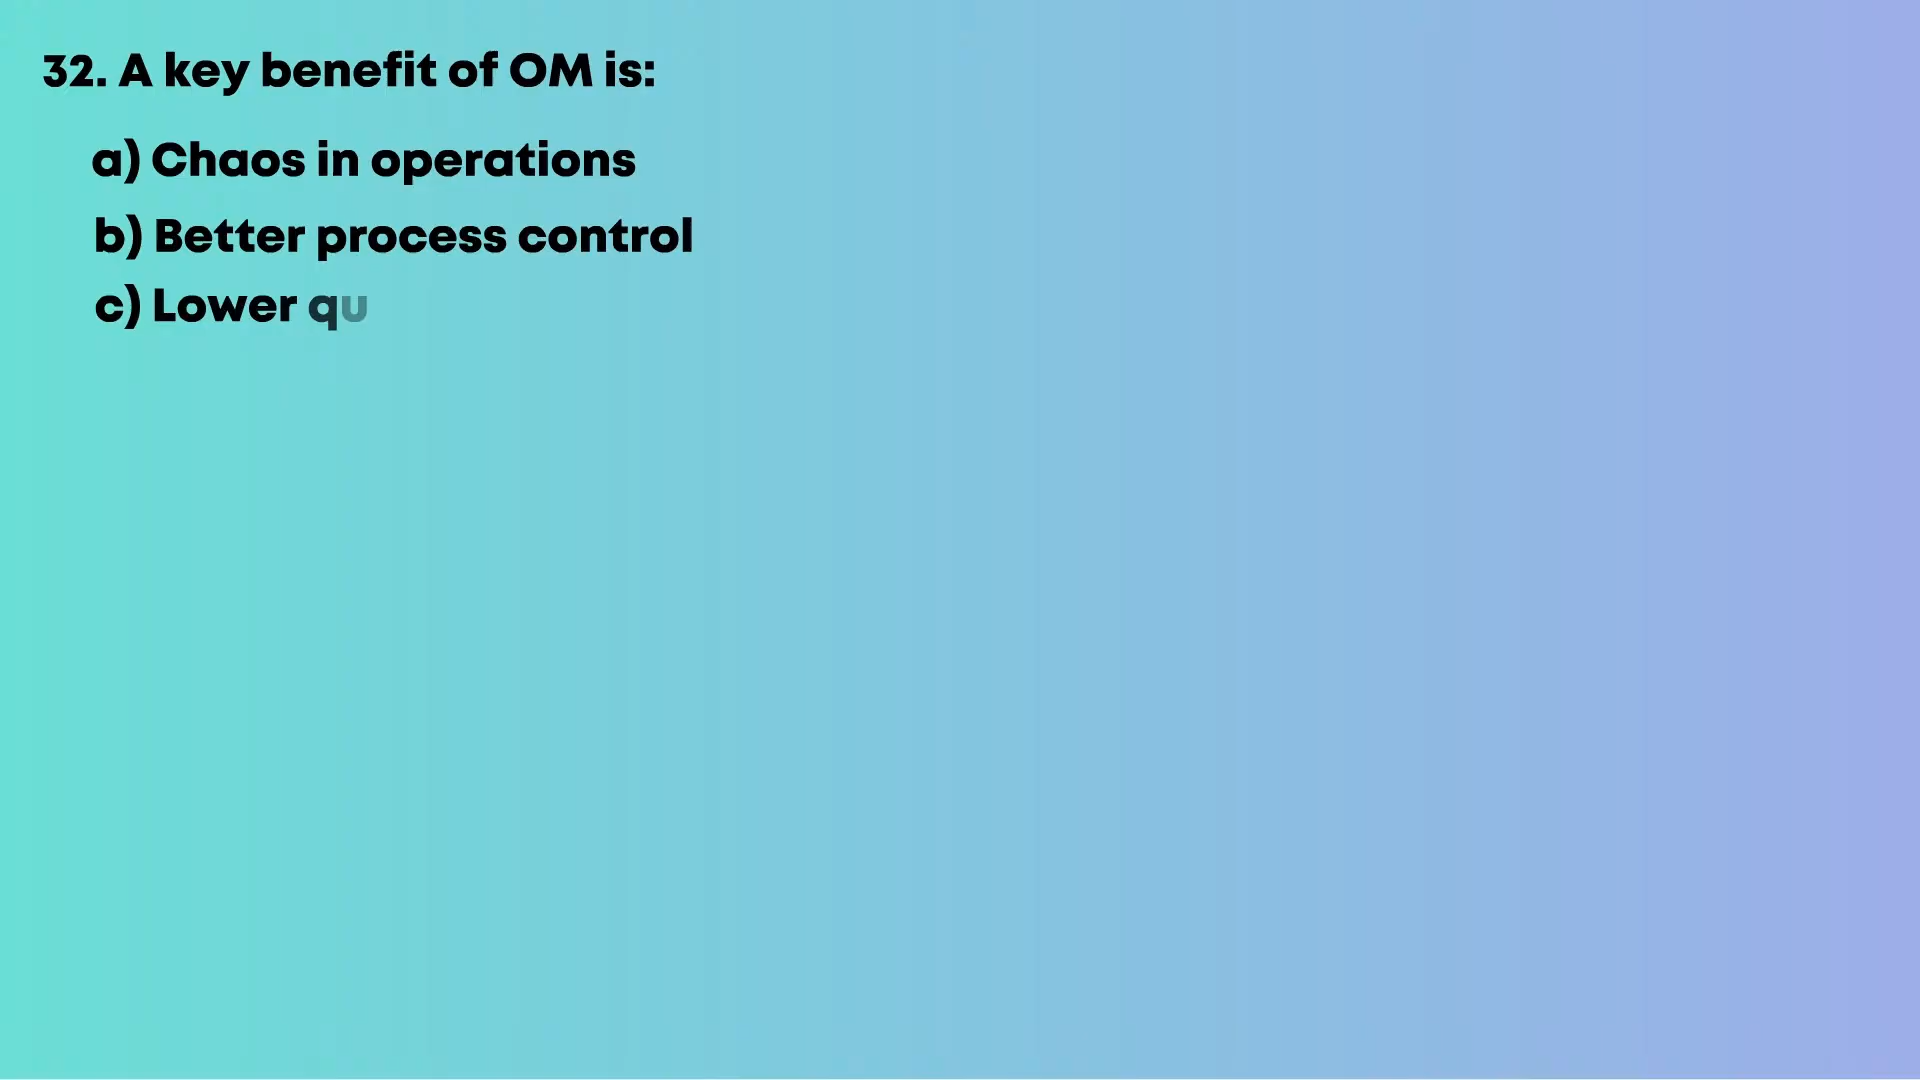 32. A key benefit of OM is:
a) Chaos in operations
b) Better process control
c) Lower qu